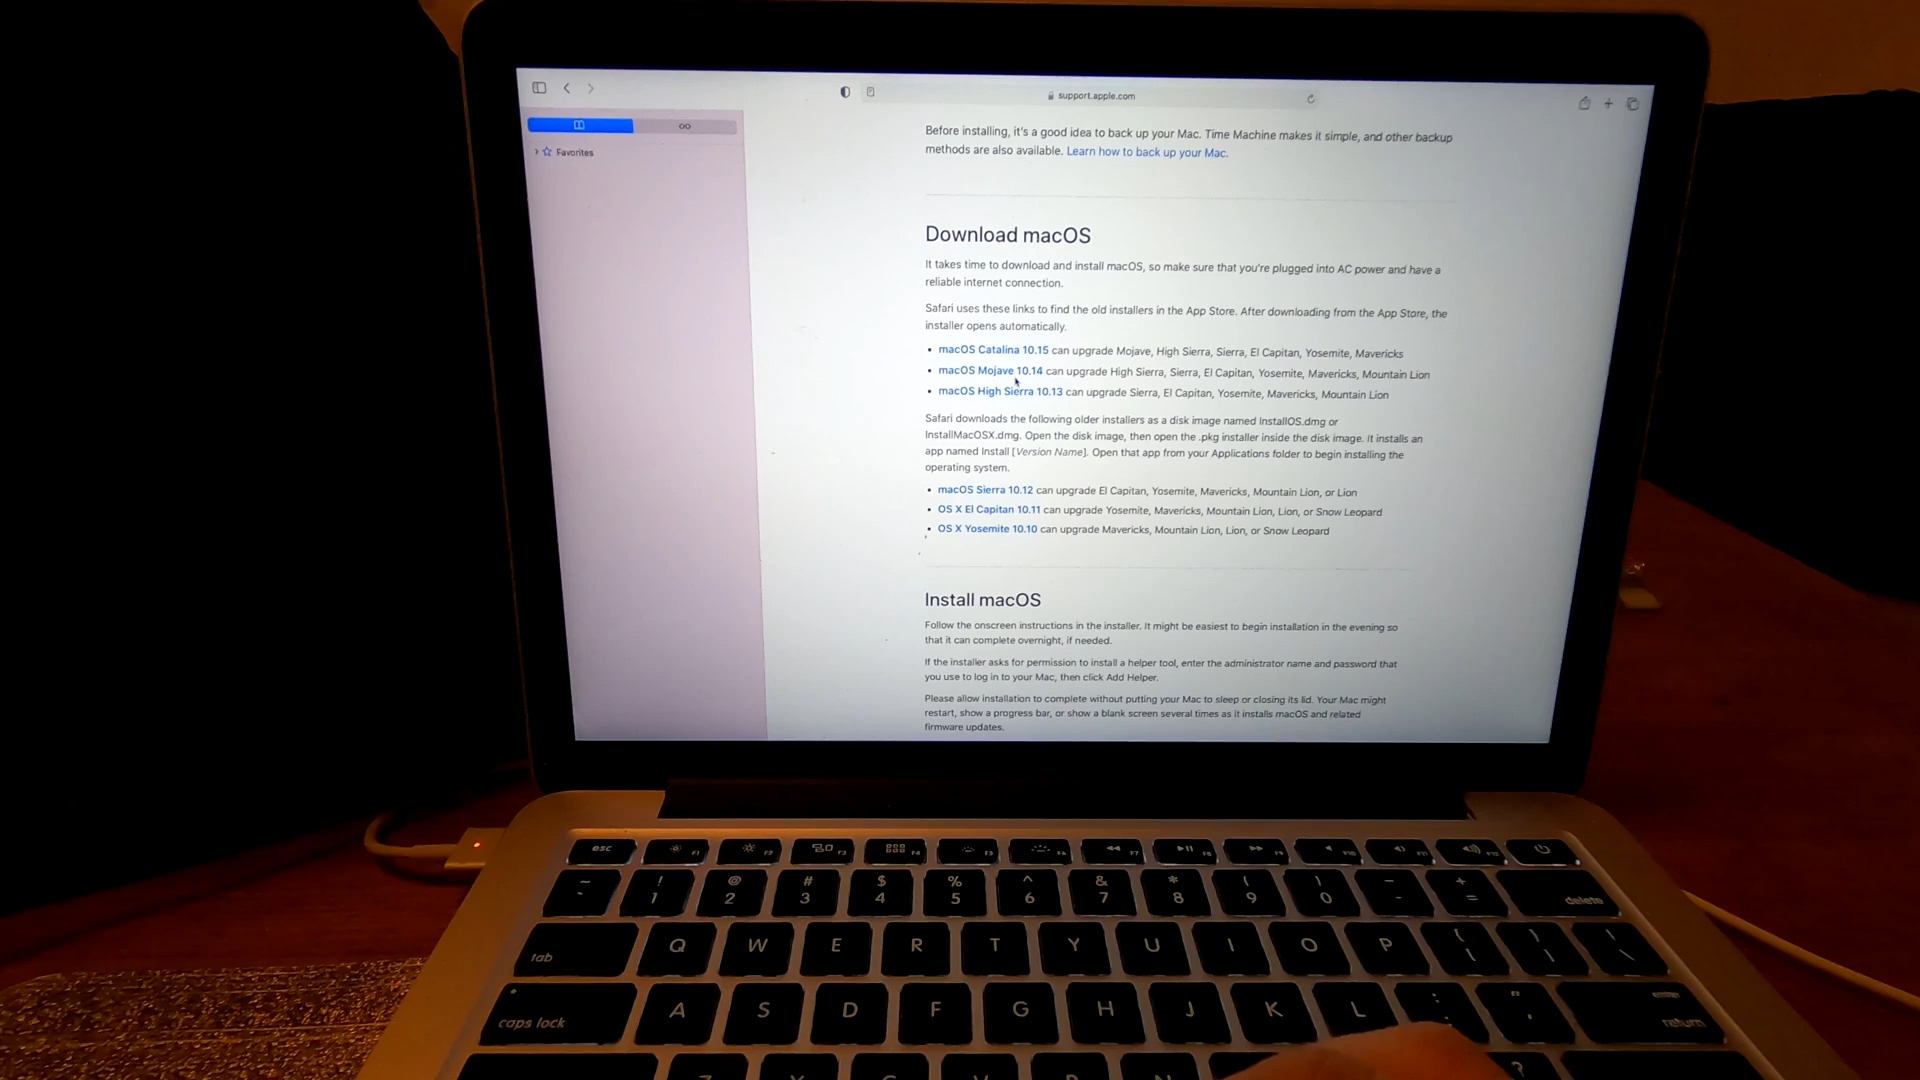 support.apple.com
Favorites
Before installing, it's a good idea to back up your Mac. Time Machine makes it simple, and other backup
methods are also available. Learn how to back up your Mac.
Download macOS
It takes time to download and install macOS, so make sure that you're plugged into AC power and have a
reliable internet connection.
Safari uses these links to find the old installers in the App Store. After downloading from the App Store, the
installer opens automatically.
• macOS Catalina 10.15 can upgrade Mojave, High Sierra, Sierra, El Capitan, Yosemite, Mavericks
• macOS Mojave 10.14 can upgrade High Sierra, Sierra, El Capitan, Yosemite, Mavericks, Mountain Lion
• macOS High Sierra 10.13 can upgrade Sierra, El Capitan, Yosemite, Mavericks, Mountain Lion
Safari downloads the following older installers as a disk image named InstallOS.dmg or
InstallMacOSX.dmg. Open the disk image, then open the .pkg installer inside the disk image. It installs an
app named Install [Version Name]. Open that app from your Applications folder to begin installing the
operating system.
• macOS Sierra 10.12 can upgrade El Capitan, Yosemite, Mavericks, Mountain Lion, or Lion
• OS X El Capitan 10.11 can upgrade Yosemite, Mavericks, Mountain Lion, Lion, or Snow Leopard
• OS X Yosemite 10.10 can upgrade Mavericks, Mountain Lion, Lion, or Snow Leopard
Install macOS
Follow the onscreen instructions in the installer. It might be easiest to begin installation in the evening so
that it can complete overnight, if needed.
If the installer asks for permission to install a helper tool, enter the administrator name and password that
you use to log in to your Mac, then click Add Helper.
Please allow installation to complete without putting your Mac to sleep or closing its lid. Your Mac might
restart, show a progress bar, or show a blank screen several times as it installs macOS and related
firmware updates.
esc F1 F2 F3 F4 F5 F6 F7 F8 F9 F10 F11 F12
~ ! @ # $ % ^ & * ( ) – +
1 2 3 4 5 6 7 8 9 0 - = delete
tab Q W E R T Y U I O P { [ } ] \
caps lock A S D F G H J K L : " enter return
?